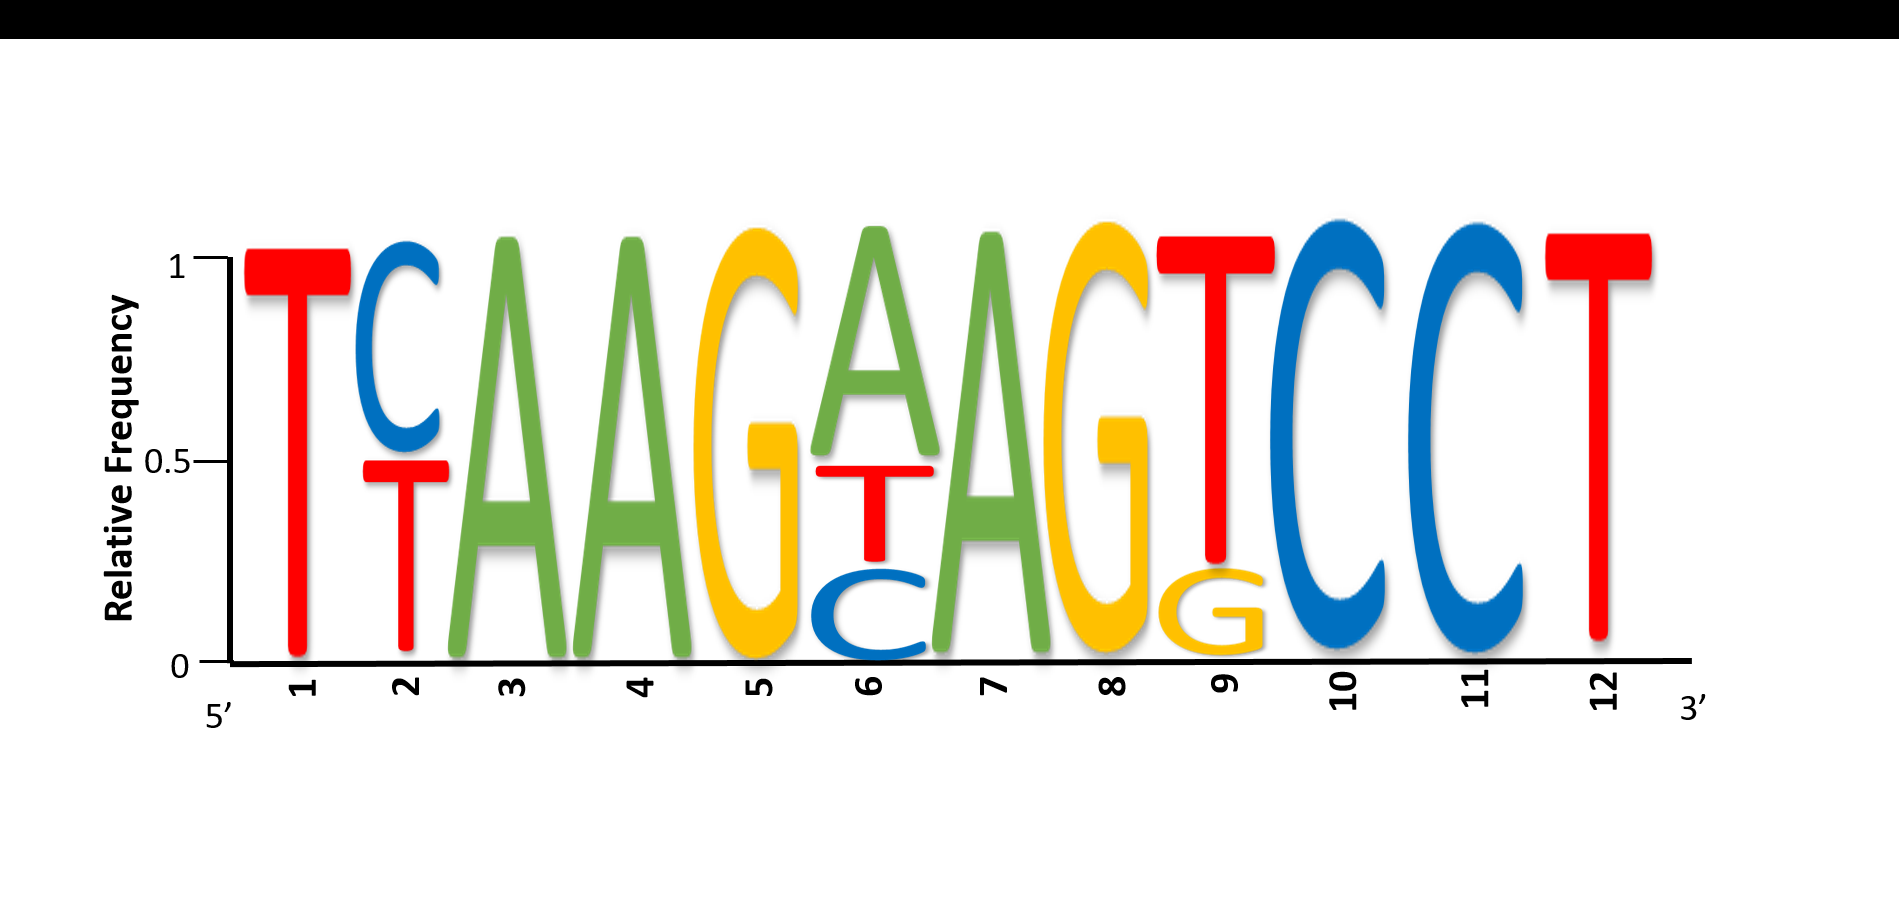 Relative Frequency
1
0.5
0
T C A A G A A G T C C T
T T G
C
1 2 3 4 5 6 7 8 9 10 11 12
5’ 3’